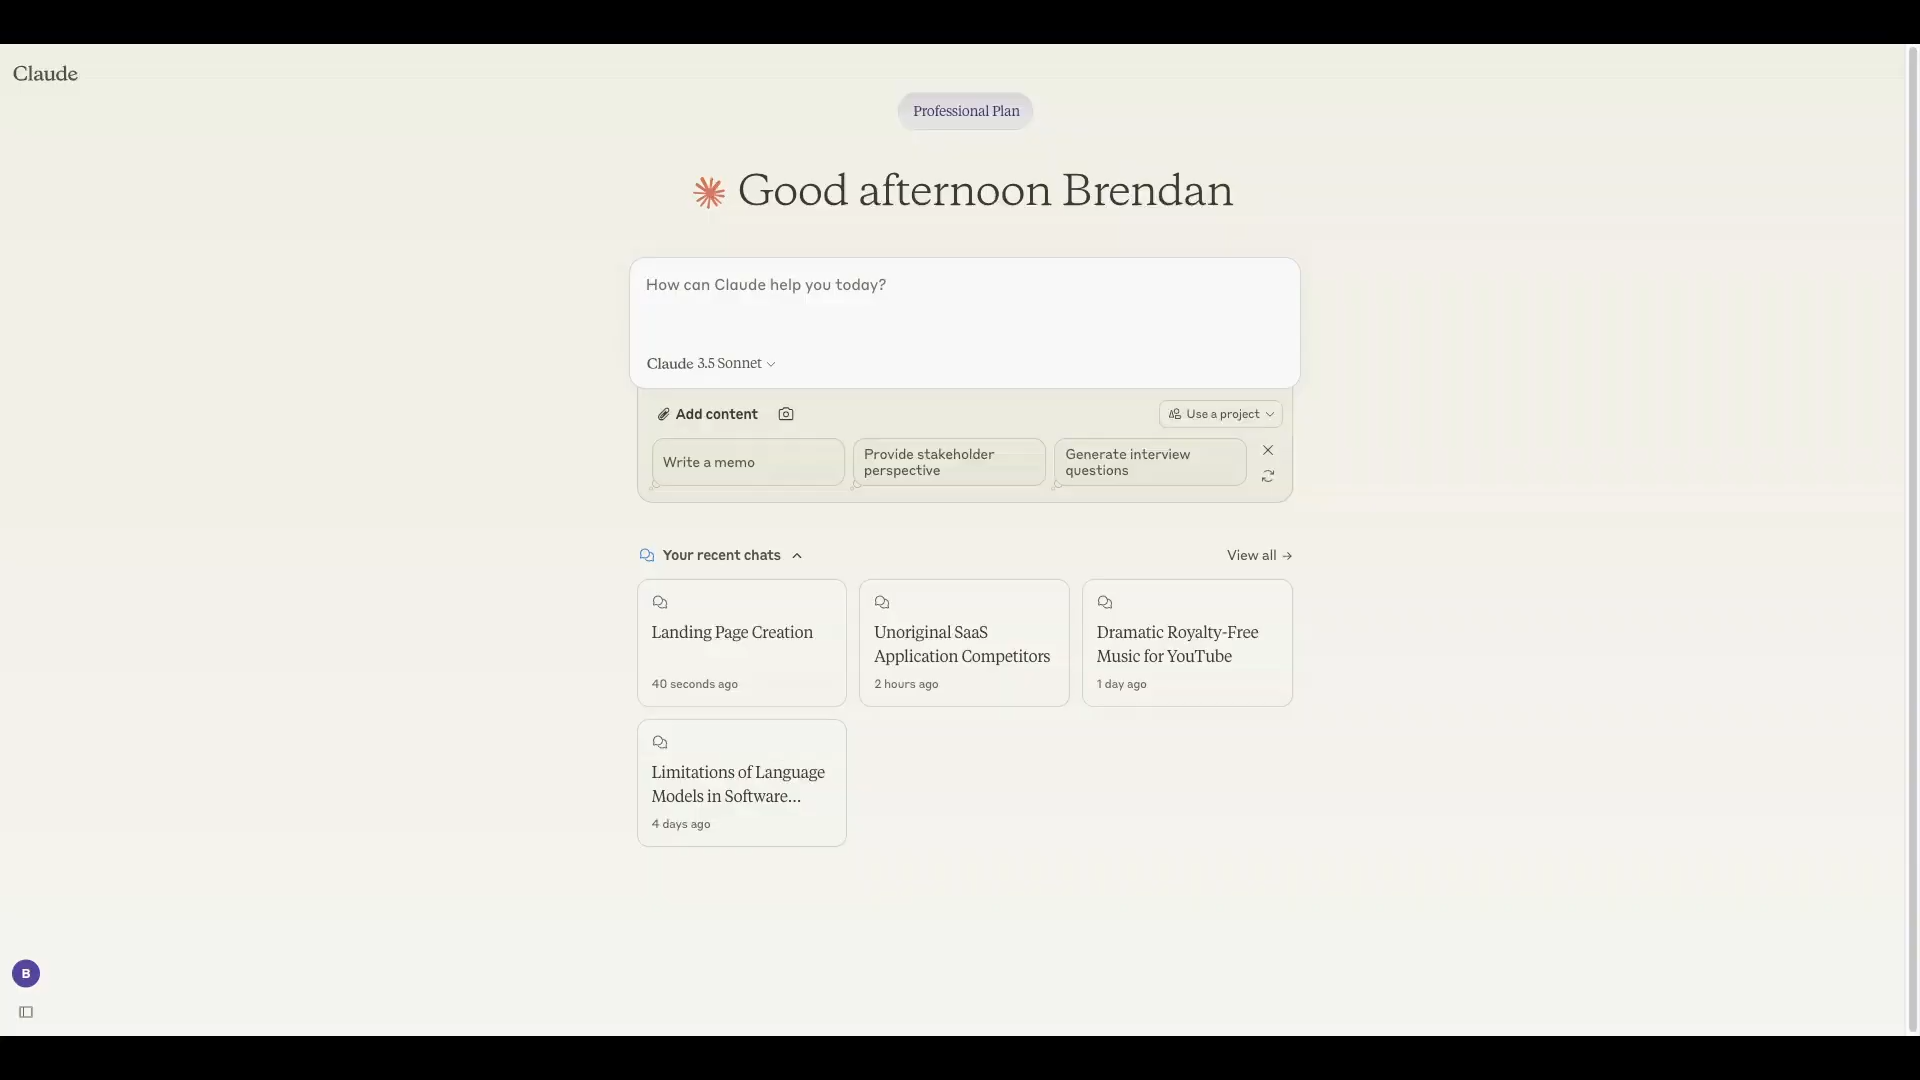 Claude
Professional Plan
Good afternoon Brendan
How can Claude help you today?
Claude 3.5 Sonnet
Add content
Use a project
Write a memo
Provide stakeholder
perspective
Generate interview
questions
Your recent chats
View all →
Landing Page Creation
40 seconds ago
Unoriginal SaaS
Application Competitors
2 hours ago
Dramatic Royalty-Free
Music for YouTube
1 day ago
Limitations of Language
Models in Software...
4 days ago
B